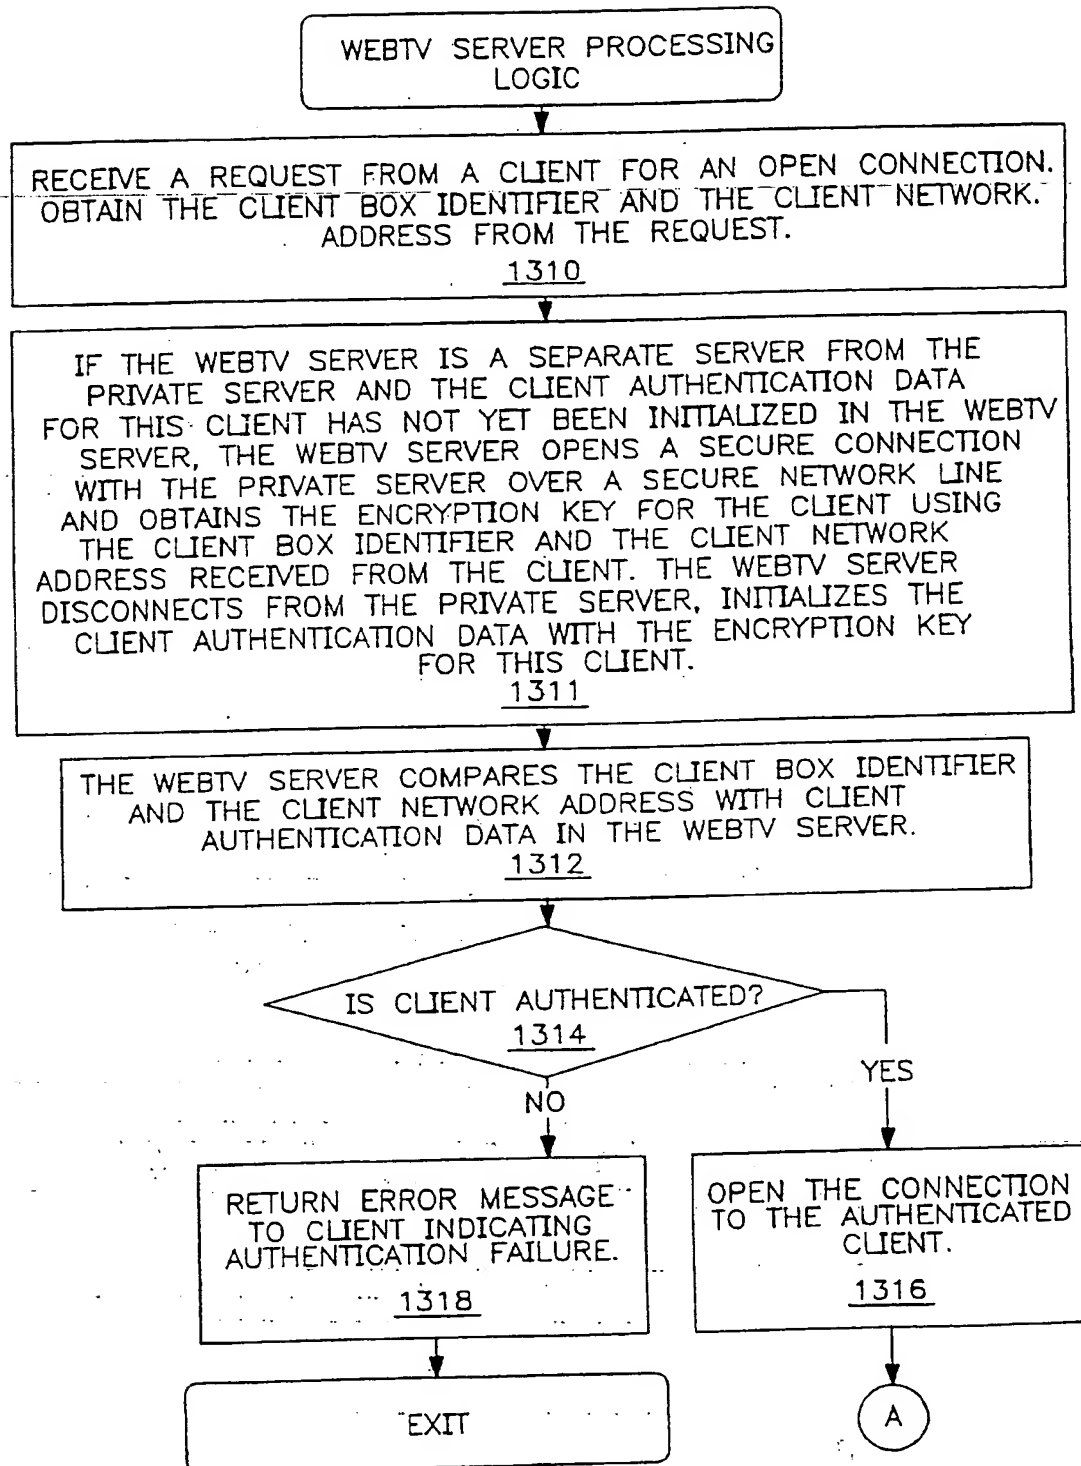 WEBTV SERVER PROCESSING
LOGIC
RECEIVE A REQUEST FROM A CLIENT FOR AN OPEN CONNECTION.
OBTAIN THE CLIENT BOX IDENTIFIER AND THE CLIENT NETWORK.
ADDRESS FROM THE REQUEST.
1310
IF THE WEBTV SERVER IS A SEPARATE SERVER FROM THE
PRIVATE SERVER AND THE CLIENT AUTHENTICATION DATA
FOR THIS CLIENT HAS NOT YET BEEN INITIALIZED IN THE WEBTV
SERVER, THE WEBTV SERVER OPENS A SECURE CONNECTION
WITH THE PRIVATE SERVER OVER A SECURE NETWORK LINE
AND OBTAINS THE ENCRYPTION KEY FOR THE CLIENT USING
THE CLIENT BOX IDENTIFIER AND THE CLIENT NETWORK
ADDRESS RECEIVED FROM THE CLIENT. THE WEBTV SERVER
DISCONNECTS FROM THE PRIVATE SERVER, INITIALIZES THE
CLIENT AUTHENTICATION DATA WITH THE ENCRYPTION KEY
FOR THIS CLIENT.
1311
THE WEBTV SERVER COMPARES THE CLIENT BOX IDENTIFIER
AND THE CLIENT NETWORK ADDRESS WITH CLIENT
AUTHENTICATION DATA IN THE WEBTV SERVER.
1312
IS CLIENT AUTHENTICATED?
1314
YES
NO
RETURN ERROR MESSAGE
TO CLIENT INDICATING
AUTHENTICATION FAILURE.
1318
OPEN THE CONNECTION
TO THE AUTHENTICATED
CLIENT.
1316
EXIT
A